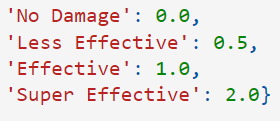 'No Damage': 0.0,
'Less Effective': 0.5,
'Effective': 1.0,
'Super Effective': 2.0}